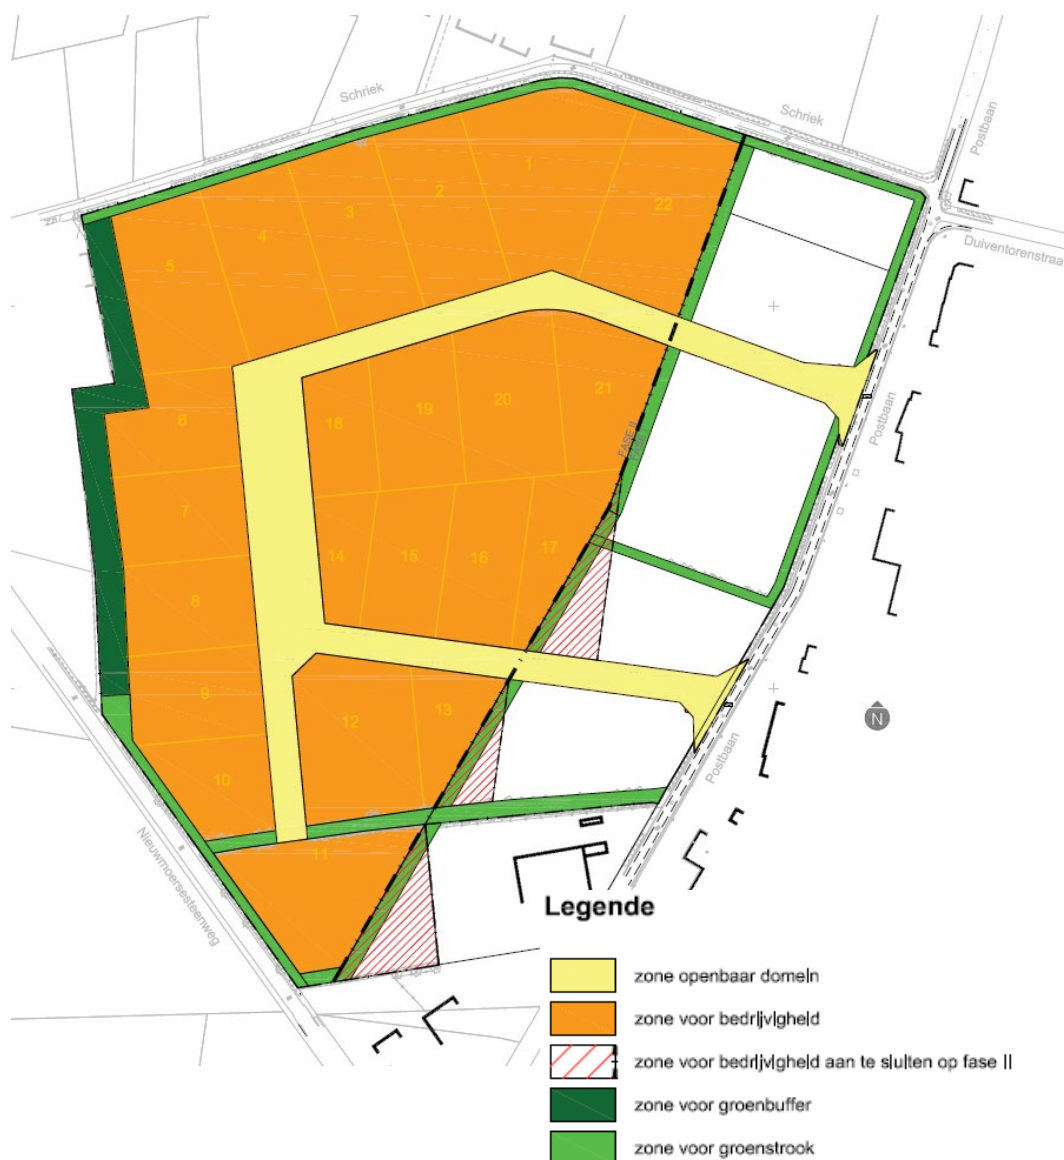 Schriek
Schriek
Postbaan
Duiventorenstraa
1
2
3
4
5
22
6
7
8
9
10
18
19
20
21
14
15
16
17
12
13
11
FASE II
Postbaan
Postbaan
N
Nieuwmoersesteenweg
Legende
zone openbaar domein
zone voor bedrijvigheid
zone voor bedrijvigheid aan te sluiten op fase II
zone voor groenbuffer
zone voor groenstrook